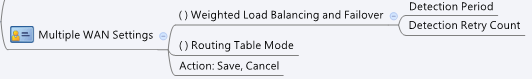 Detection Period
( ) Weighted Load Balancing and Failover
Detection Retry Count
Multiple WAN Settings
( ) Routing Table Mode
Action: Save, Cancel